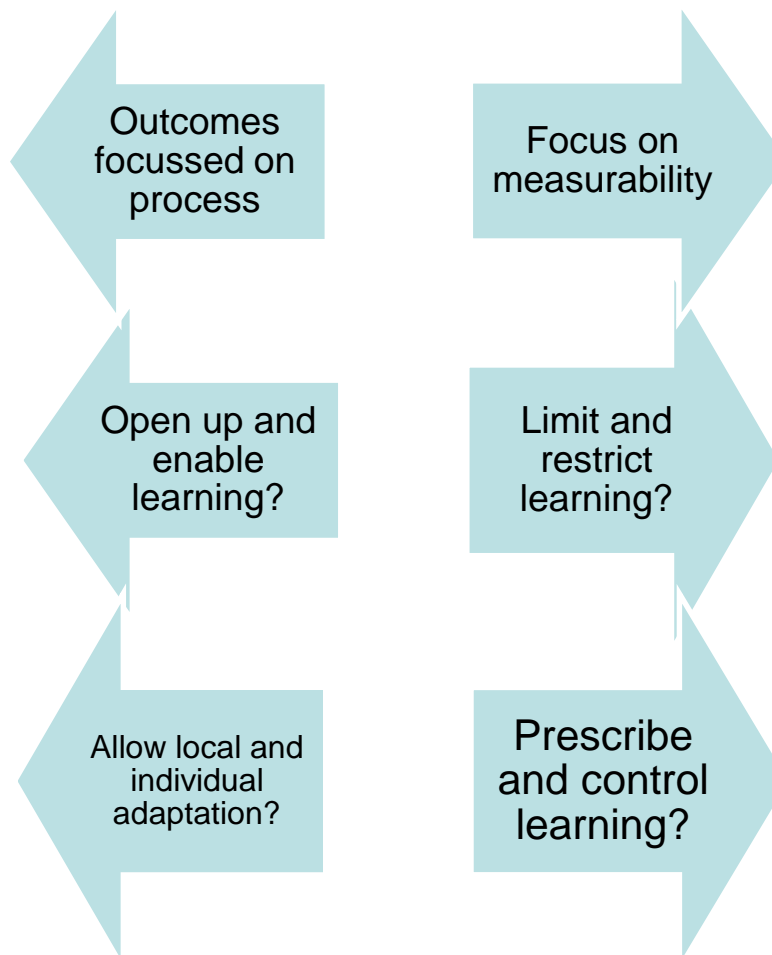 Outcomes
focussed on
process
Focus on
measurability
Open up and
enable
learning?
Limit and
restrict
learning?
Allow local and
individual
adaptation?
Prescribe
and control
learning?